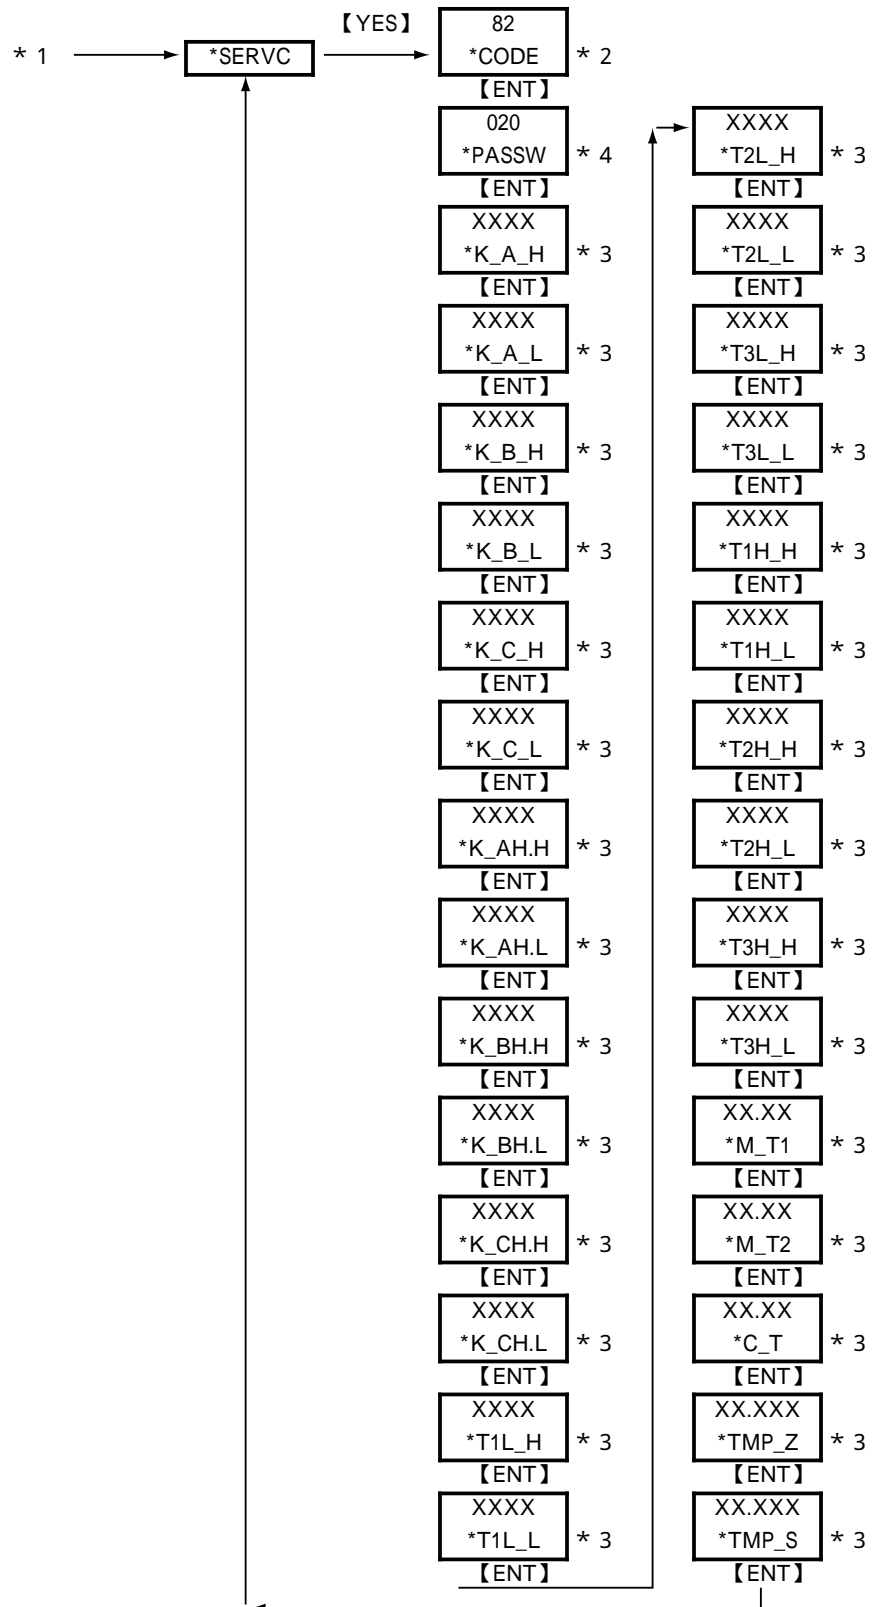 【YES】
* 1
*SERVC
82
*CODE
* 2
【ENT】
020
*PASSW
* 4
【ENT】
XXXX
*K_A_H
* 3
【ENT】
XXXX
*K_A_L
* 3
【ENT】
XXXX
*K_B_H
* 3
【ENT】
XXXX
*K_B_L
* 3
【ENT】
XXXX
*K_C_H
* 3
【ENT】
XXXX
*K_C_L
* 3
【ENT】
XXXX
*K_AH.H
* 3
【ENT】
XXXX
*K_AH.L
* 3
【ENT】
XXXX
*K_BH.H
* 3
【ENT】
XXXX
*K_BH.L
* 3
【ENT】
XXXX
*K_CH.H
* 3
【ENT】
XXXX
*K_CH.L
* 3
【ENT】
XXXX
*T1L_H
* 3
【ENT】
XXXX
*T1L_L
* 3
【ENT】
XXXX
*T2L_H
* 3
【ENT】
XXXX
*T2L_L
* 3
【ENT】
XXXX
*T3L_H
* 3
【ENT】
XXXX
*T3L_L
* 3
【ENT】
XXXX
*T1H_H
* 3
【ENT】
XXXX
*T1H_L
* 3
【ENT】
XXXX
*T2H_H
* 3
【ENT】
XXXX
*T2H_L
* 3
【ENT】
XXXX
*T3H_H
* 3
【ENT】
XXXX
*T3H_L
* 3
【ENT】
XX.XX
*M_T1
* 3
【ENT】
XX.XX
*M_T2
* 3
【ENT】
XX.XX
*C_T
* 3
【ENT】
XX.XXX
*TMP_Z
* 3
【ENT】
XX.XXX
*TMP_S
* 3
【ENT】